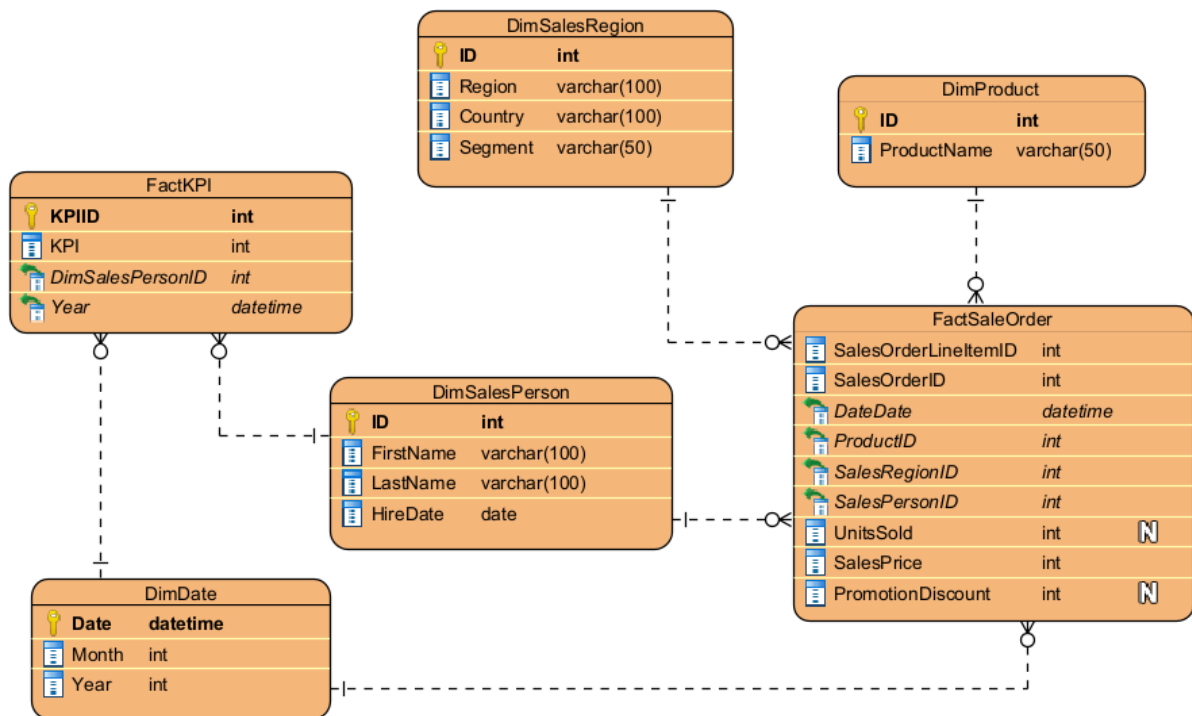 DimSalesRegion
ID int
Region varchar(100)
Country varchar(100)
Segment varchar(50)
DimProduct
ID int
ProductName varchar(50)
FactKPI
KPIID int
KPI int
DimSalesPersonID int
Year datetime
FactSaleOrder
SalesOrderLineItemID int
SalesOrderID int
DateDate datetime
ProductID int
SalesRegionID int
SalesPersonID int
UnitsSold int N
SalesPrice int
PromotionDiscount int N
DimSalesPerson
ID int
FirstName varchar(100)
LastName varchar(100)
HireDate date
DimDate
Date datetime
Month int
Year int